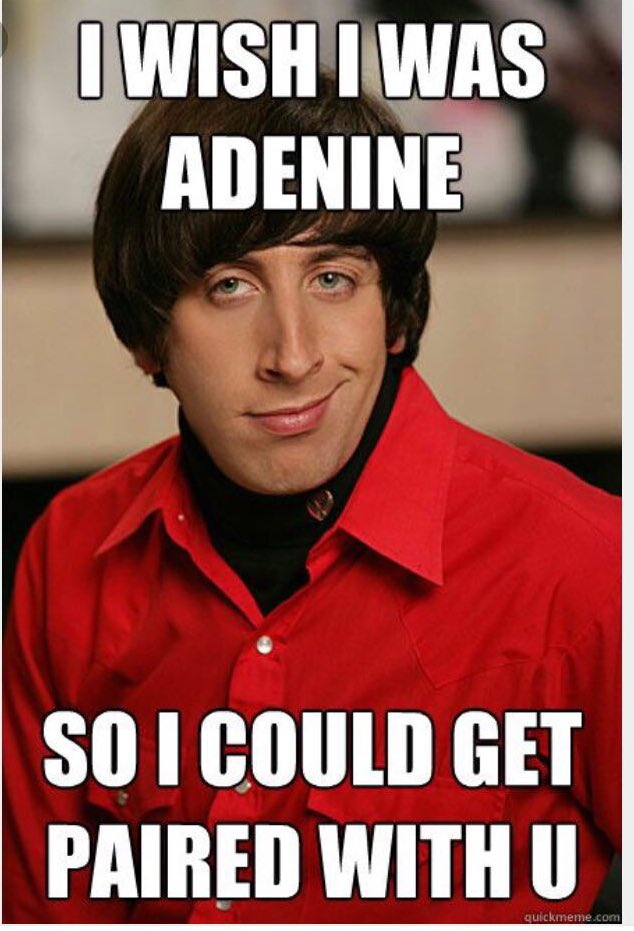 I WISH I WAS
ADENINE
SO I COULD GET
PAIRED WITH U
quickmeme.com